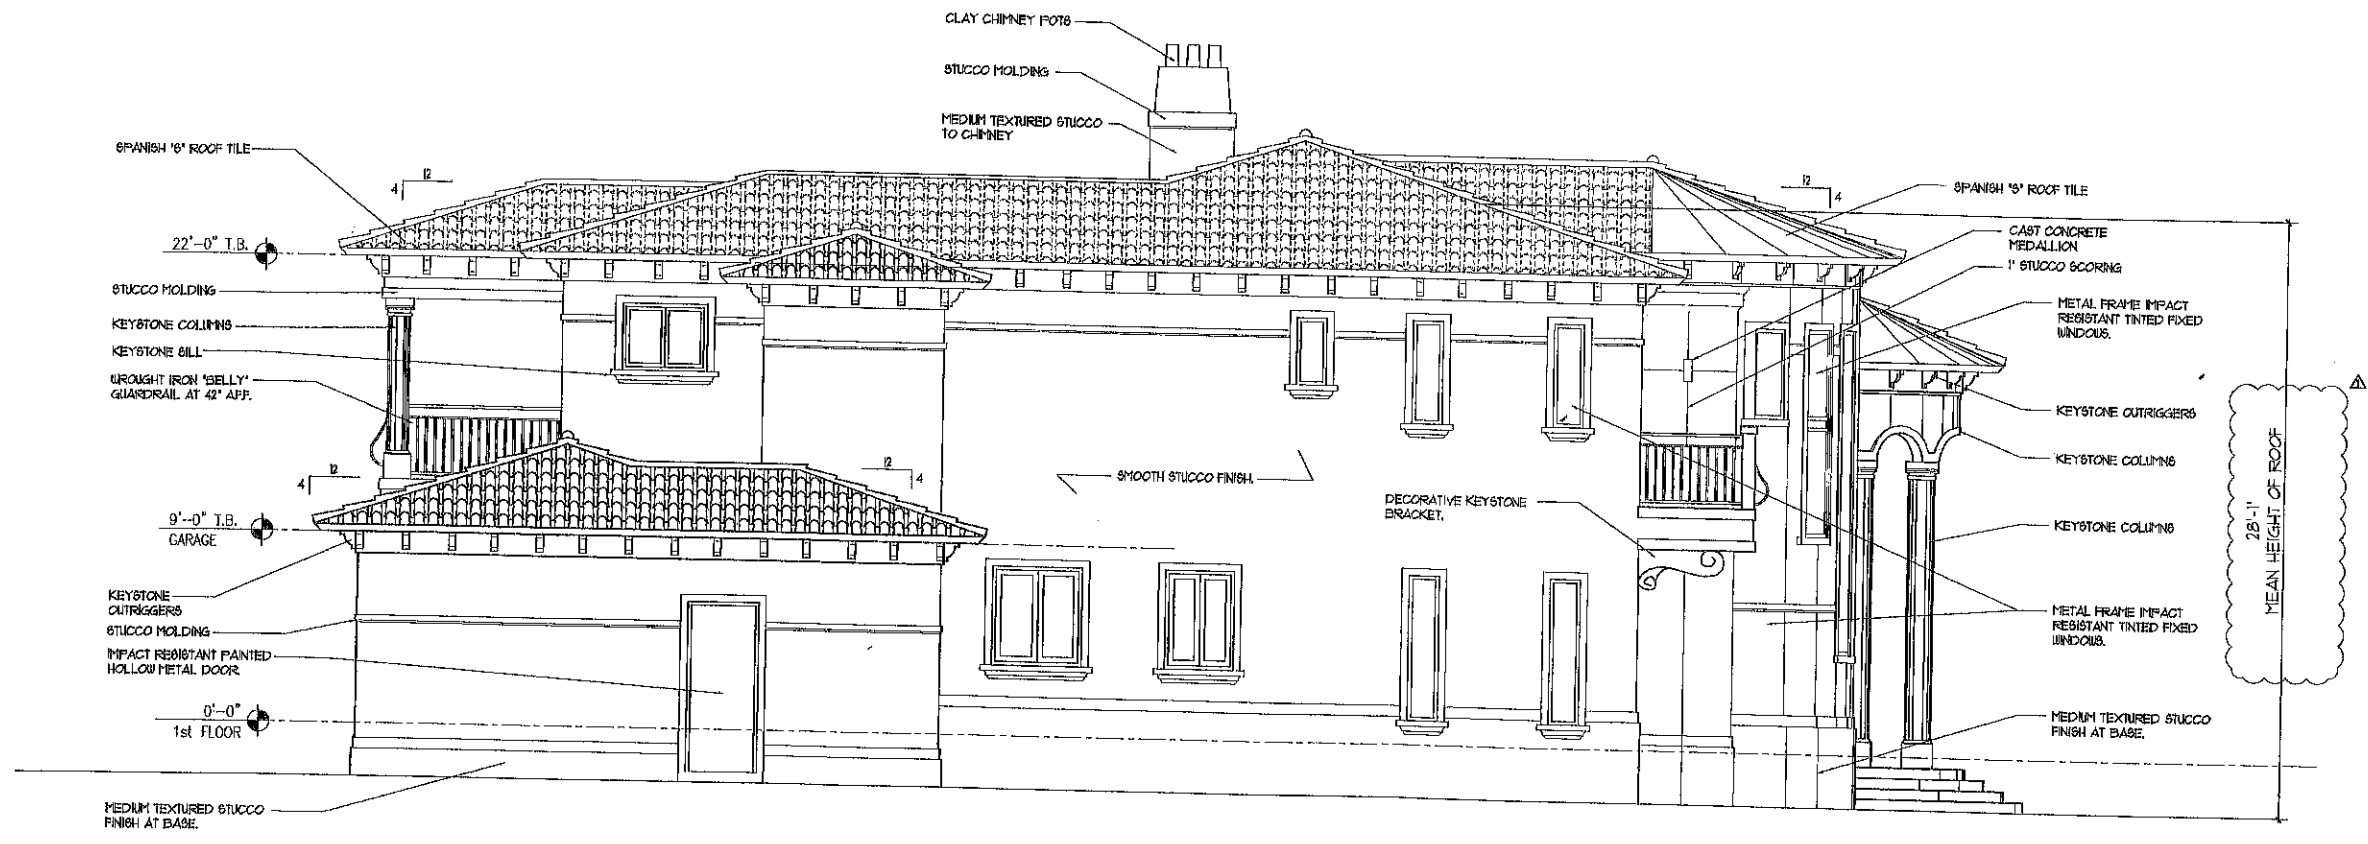 CLAY CHIMNEY POTS
STUCCO MOLDING
MEDIUM TEXTURED STUCCO
TO CHIMNEY
SPANISH "S" ROOF TILE
12
4
22'-0" T.B.
STUCCO MOLDING
KEYSTONE COLUMNS
KEYSTONE SILL
WROUGHT IRON "BELLY"
GUARDRAIL AT 42" AFF.
12
4
9'-0" T.B.
GARAGE
KEYSTONE
OUTRIGGERS
STUCCO MOLDING
IMPACT RESISTANT PAINTED
HOLLOW METAL DOOR
0'-0"
1st FLOOR
MEDIUM TEXTURED STUCCO
FINISH AT BASE.
12
4
SMOOTH STUCCO FINISH.
DECORATIVE KEYSTONE
BRACKET.
12
4
SPANISH "S" ROOF TILE
CAST CONCRETE
MEDALLION
1" STUCCO SCORING
METAL FRAME IMPACT
RESISTANT TINTED FIXED
WINDOWS.
KEYSTONE OUTRIGGERS
KEYSTONE COLUMNS
KEYSTONE COLUMNS
METAL FRAME IMPACT
RESISTANT TINTED FIXED
WINDOWS.
MEDIUM TEXTURED STUCCO
FINISH AT BASE.
28'-1"
MEAN HEIGHT OF ROOF
1